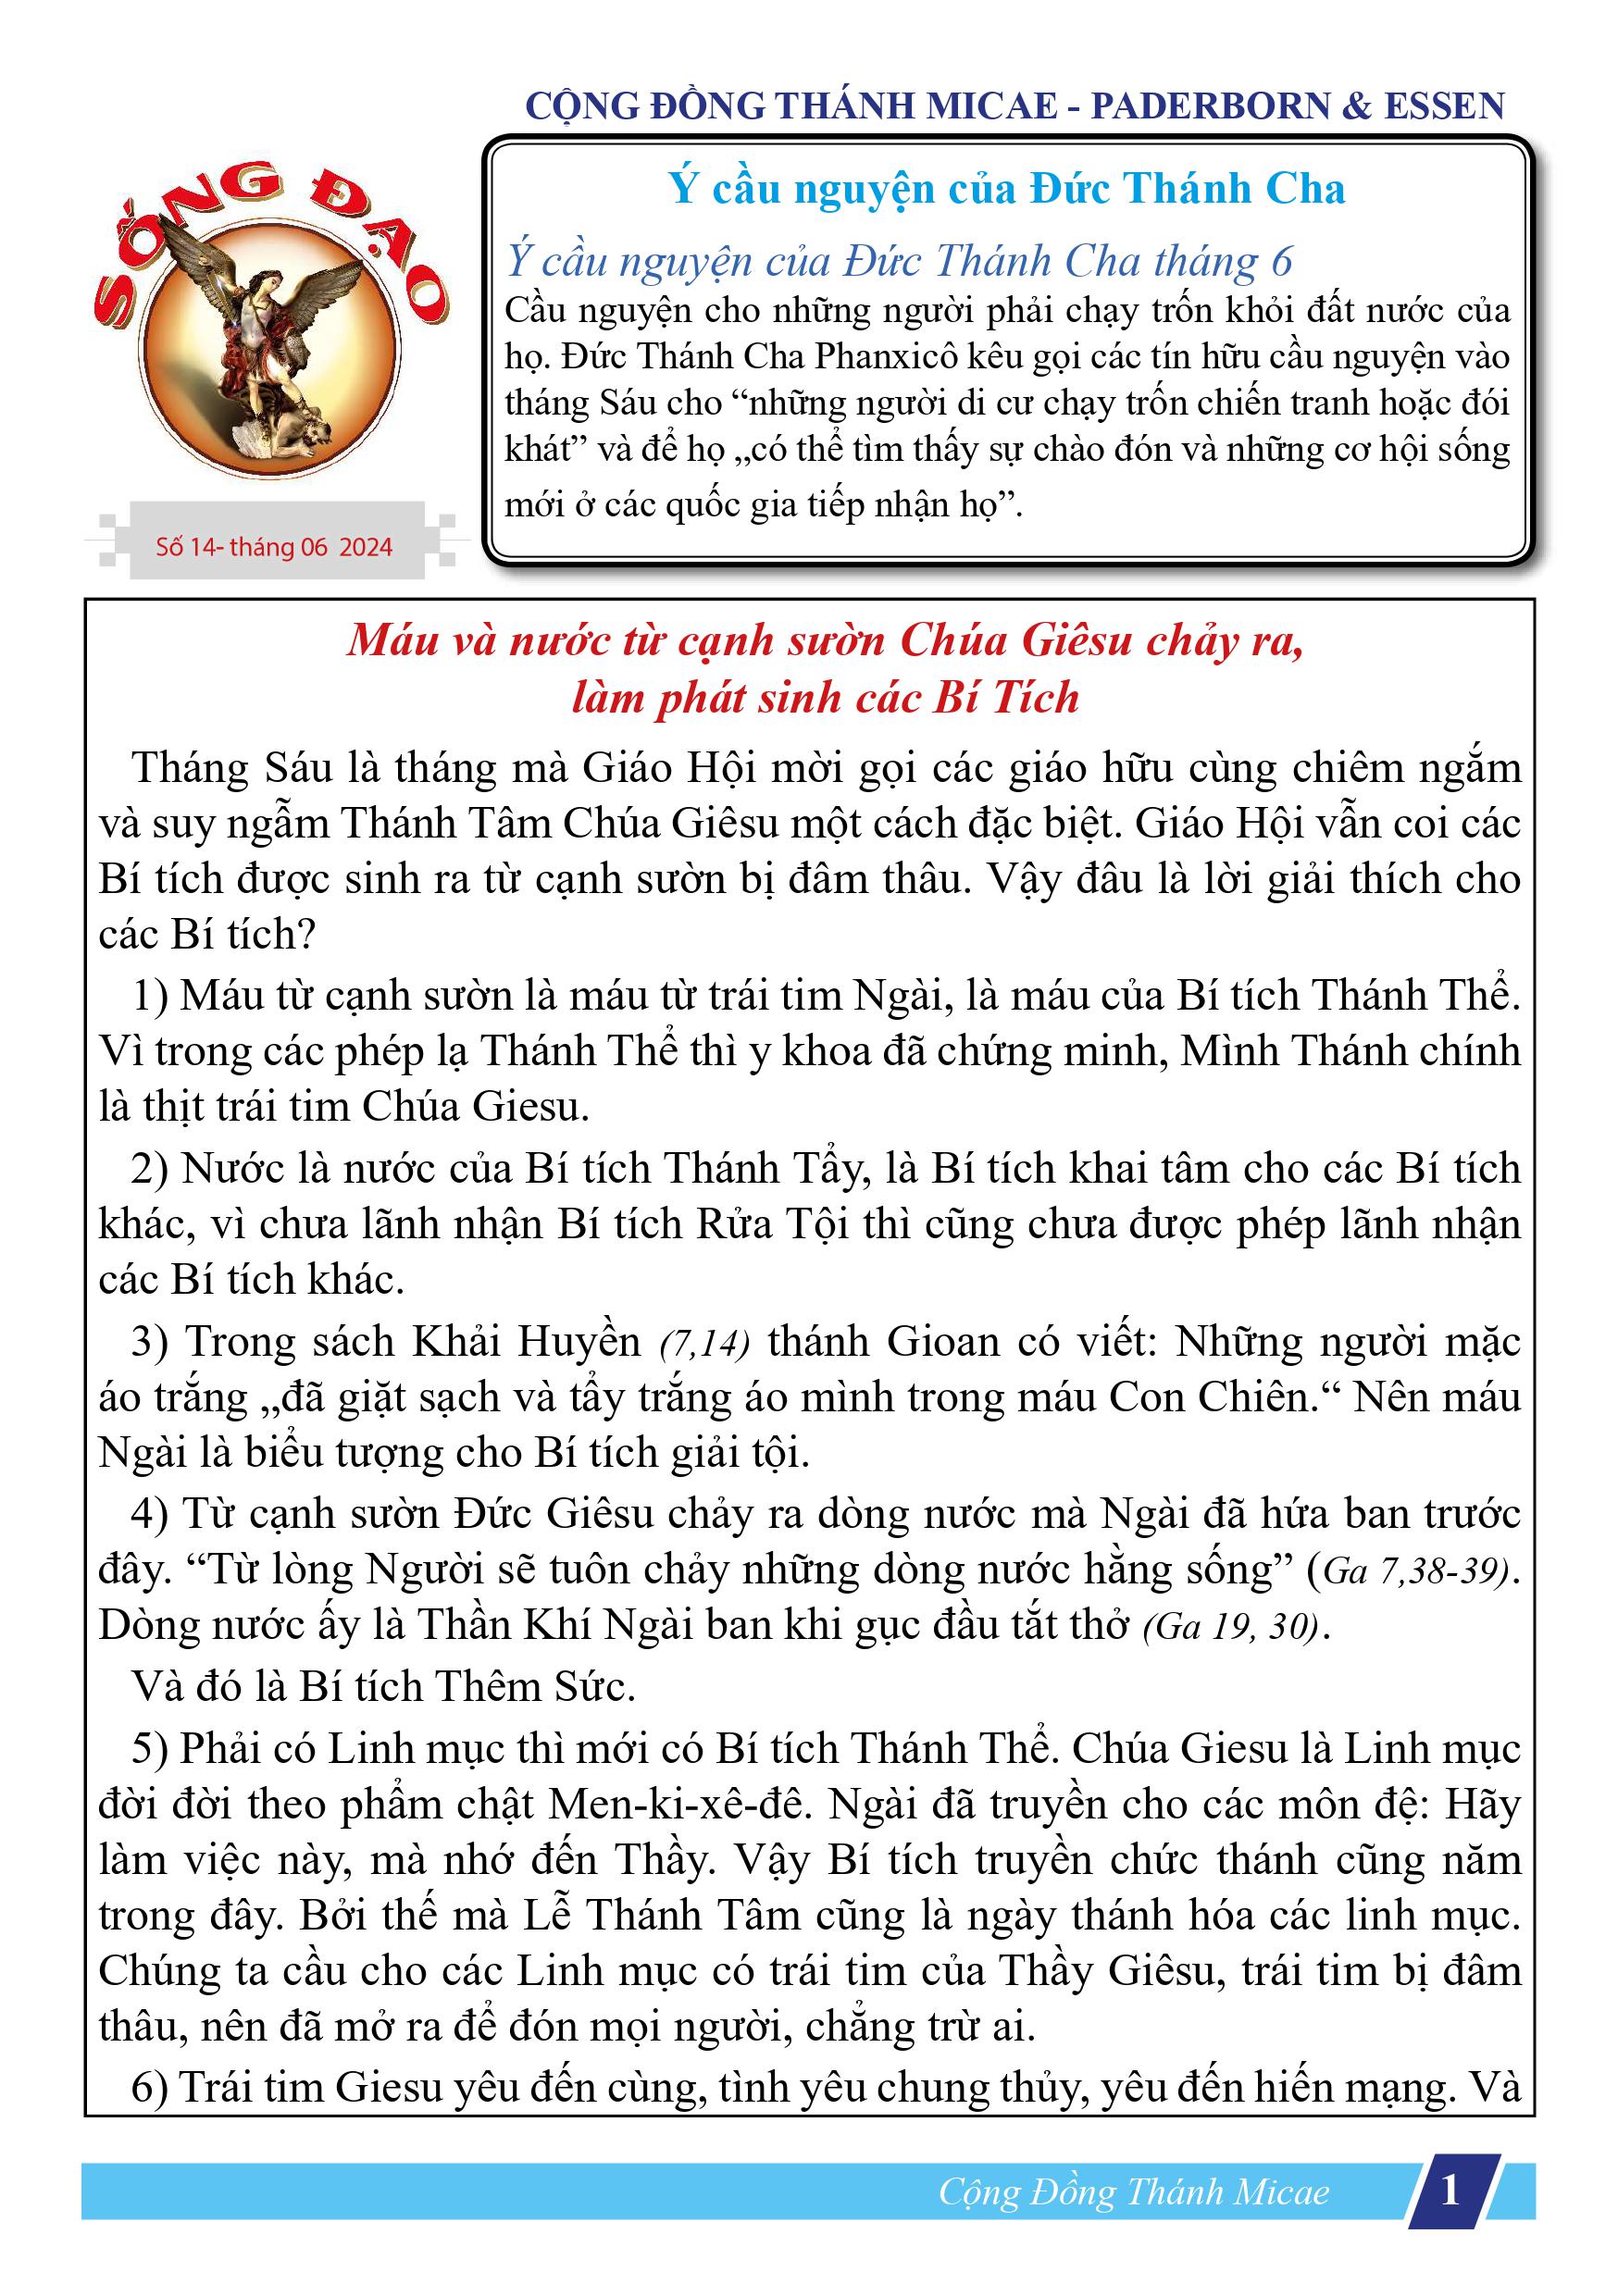 CỘNG ĐỒNG THÁNH MICAE - PADERBORN & ESSEN
SỐNG ĐẠO
Số 14- tháng 06 2024
Ý cầu nguyện của Đức Thánh Cha
Ý cầu nguyện của Đức Thánh Cha tháng 6
Cầu nguyện cho những người phải chạy trốn khỏi đất nước của
họ. Đức Thánh Cha Phanxicô kêu gọi các tín hữu cầu nguyện vào
tháng Sáu cho “những người di cư chạy trốn chiến tranh hoặc đói
khát” và để họ „có thể tìm thấy sự chào đón và những cơ hội sống
mới ở các quốc gia tiếp nhận họ”.
Máu và nước từ cạnh sườn Chúa Giêsu chảy ra,
làm phát sinh các Bí Tích
Tháng Sáu là tháng mà Giáo Hội mời gọi các giáo hữu cùng chiêm ngắm
và suy ngẫm Thánh Tâm Chúa Giêsu một cách đặc biệt. Giáo Hội vẫn coi các
Bí tích được sinh ra từ cạnh sườn bị đâm thâu. Vậy đâu là lời giải thích cho
các Bí tích?
1) Máu từ cạnh sườn là máu từ trái tim Ngài, là máu của Bí tích Thánh Thể.
Vì trong các phép lạ Thánh Thể thì y khoa đã chứng minh, Mình Thánh chính
là thịt trái tim Chúa Giesu.
2) Nước là nước của Bí tích Thánh Tẩy, là Bí tích khai tâm cho các Bí tích
khác, vì chưa lãnh nhận Bí tích Rửa Tội thì cũng chưa được phép lãnh nhận
các Bí tích khác.
3) Trong sách Khải Huyền (7,14) thánh Gioan có viết: Những người mặc
áo trắng „đã giặt sạch và tẩy trắng áo mình trong máu Con Chiên.“ Nên máu
Ngài là biểu tượng cho Bí tích giải tội.
4) Từ cạnh sườn Đức Giêsu chảy ra dòng nước mà Ngài đã hứa ban trước
đây. “Từ lòng Người sẽ tuôn chảy những dòng nước hằng sống” (Ga 7,38-39).
Dòng nước ấy là Thần Khí Ngài ban khi gục đầu tắt thở (Ga 19, 30).
Và đó là Bí tích Thêm Sức.
5) Phải có Linh mục thì mới có Bí tích Thánh Thể. Chúa Giesu là Linh mục
đời đời theo phẩm chật Men-ki-xê-đê. Ngài đã truyền cho các môn đệ: Hãy
làm việc này, mà nhớ đến Thầy. Vậy Bí tích truyền chức thánh cũng năm
trong đây. Bởi thế mà Lễ Thánh Tâm cũng là ngày thánh hóa các linh mục.
Chúng ta cầu cho các Linh mục có trái tim của Thầy Giêsu, trái tim bị đâm
thâu, nên đã mở ra để đón mọi người, chẳng trừ ai.
6) Trái tim Giesu yêu đến cùng, tình yêu chung thủy, yêu đến hiến mạng. Và
Cộng Đồng Thánh Micae 1